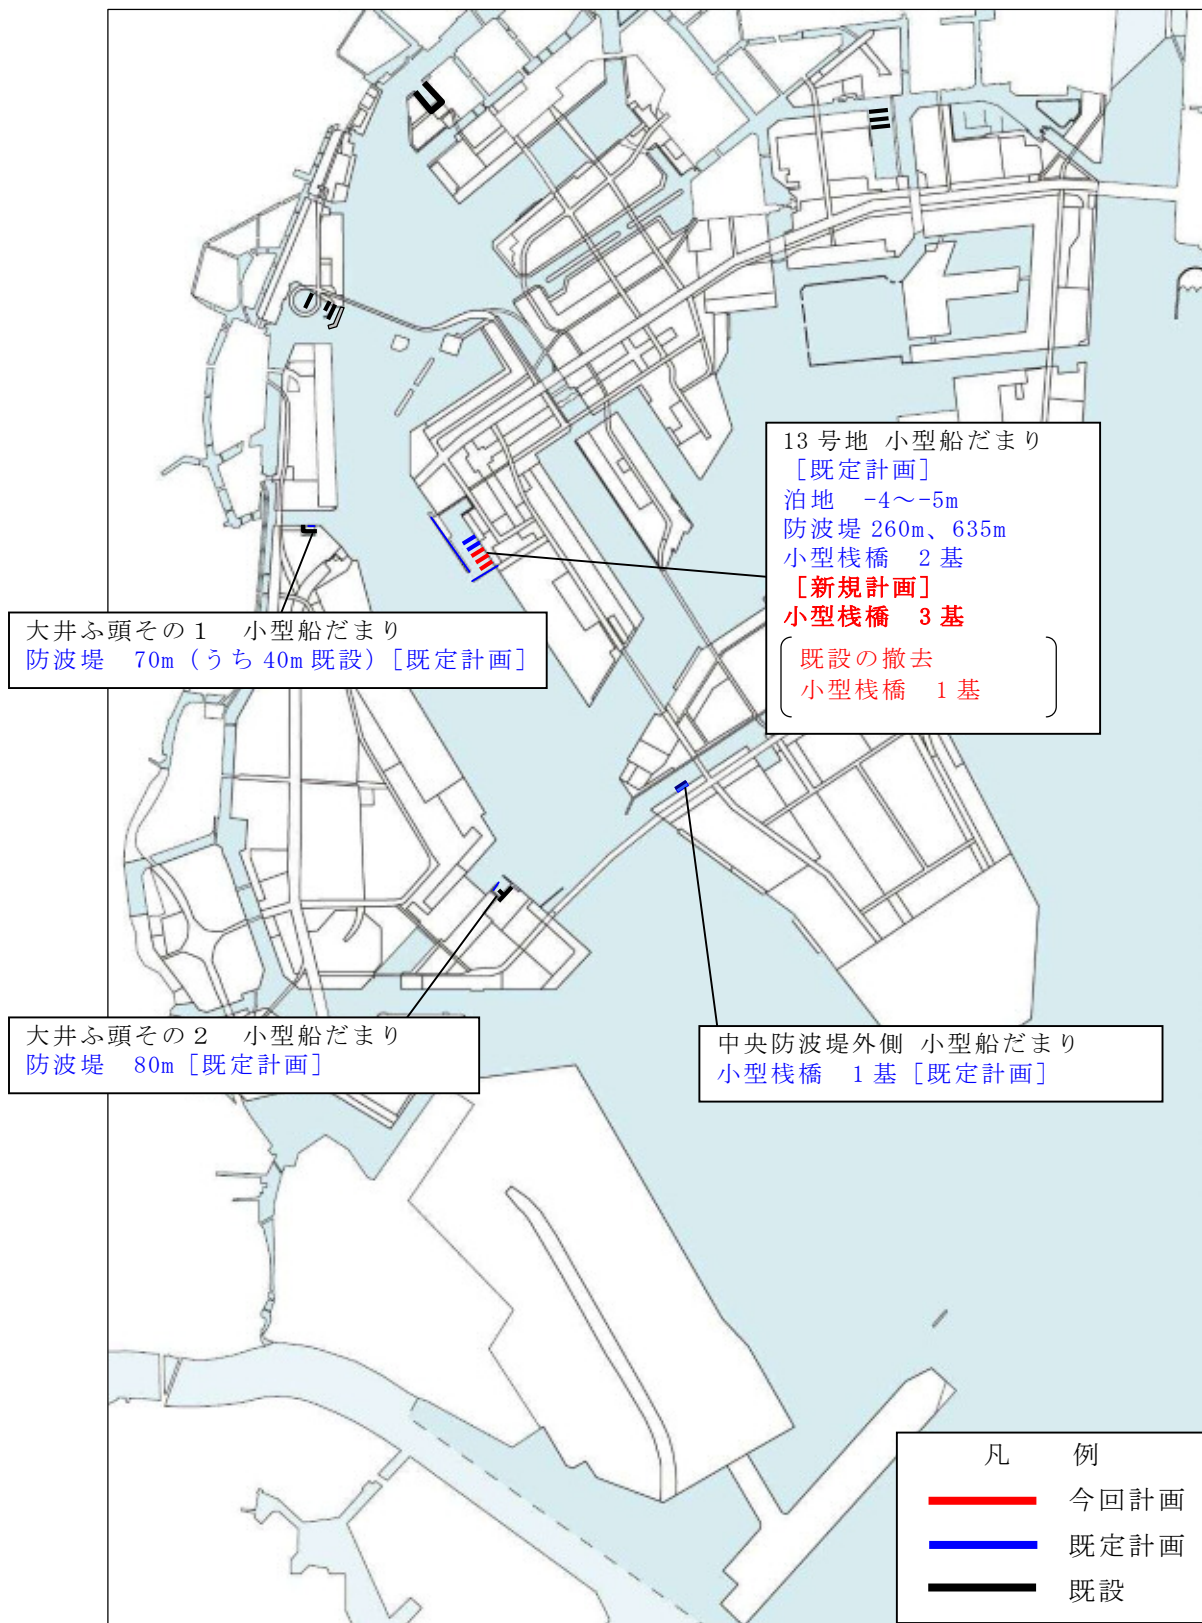 13号地 小型船だまり
［既定計画］
泊地 -4～-5m
防波堤 260m、635m
小型桟橋 2基
［新規計画］
小型桟橋 3基
既設の撤去
小型桟橋 1基
大井ふ頭その1 小型船だまり
防波堤 70m（うち40m既設）［既定計画］
大井ふ頭その2 小型船だまり
防波堤 80m［既定計画］
中央防波堤外側 小型船だまり
小型桟橋 1基［既定計画］
凡 例
今回計画
既定計画
既設